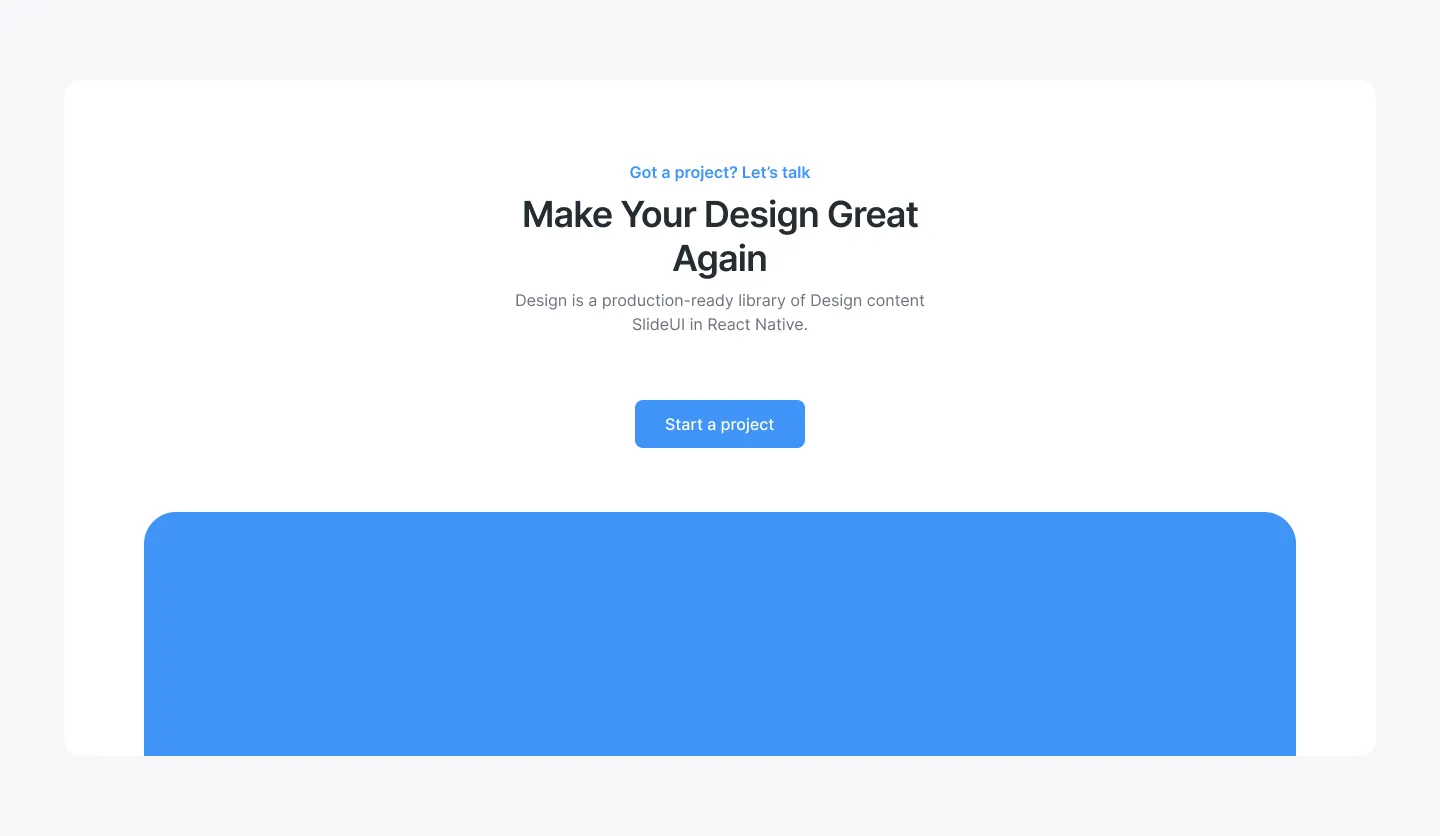 Got a project? Let’s talk
Make Your Design Great
Again
Design is a production-ready library of Design content
SlideUI in React Native.
Start a project